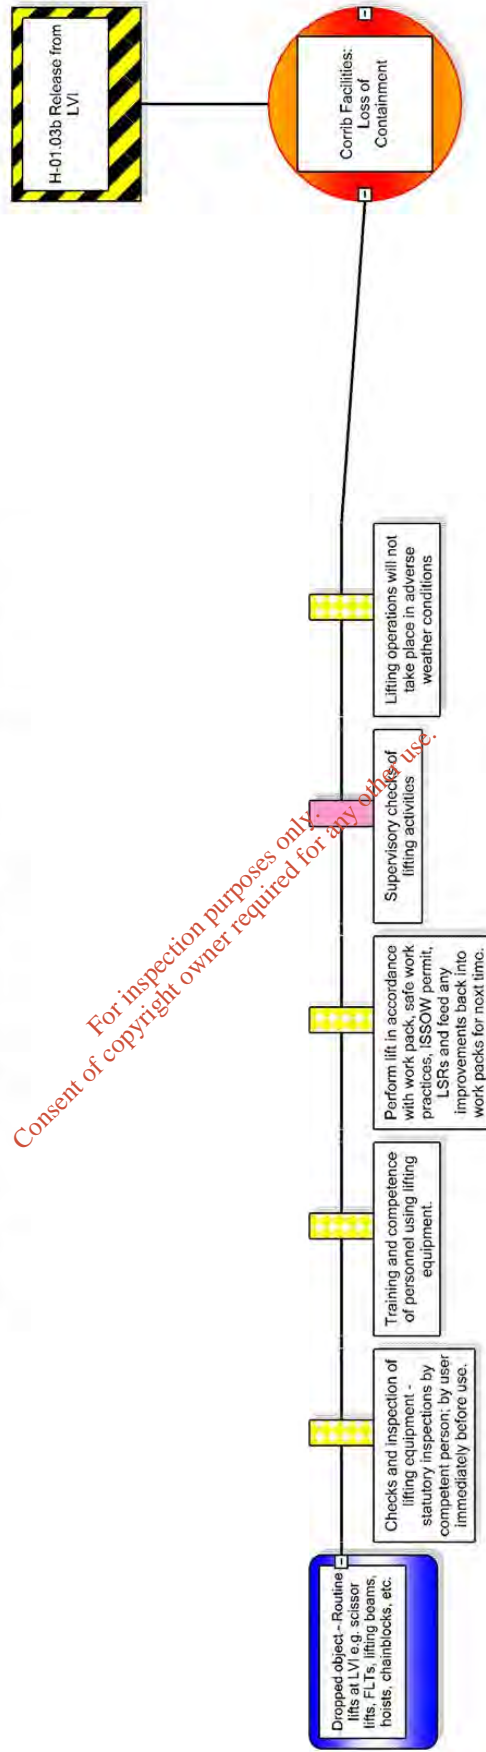 H-01.03b Release from
LVI
Corrib Facilities:
Loss of
Containment
Dropped object - Routine
lifts at LVI e.g. scissor
lifts, FLTs, lifting beams,
hoists, chainblocks, etc.
Checks and inspection of
lifting equipment -
statutory inspections by
competent person; by user
immediately before use.
Training and competence
of personnel using lifting
equipment.
Perform lift in accordance
with work pack, safe work
practices, ISSOW permit,
LSRs and feed any
improvements back into
work packs for next time.
Supervisory checks of
lifting activities
Lifting operations will not
take place in adverse
weather conditions
For inspection purposes only.
Consent of copyright owner required for any other use.